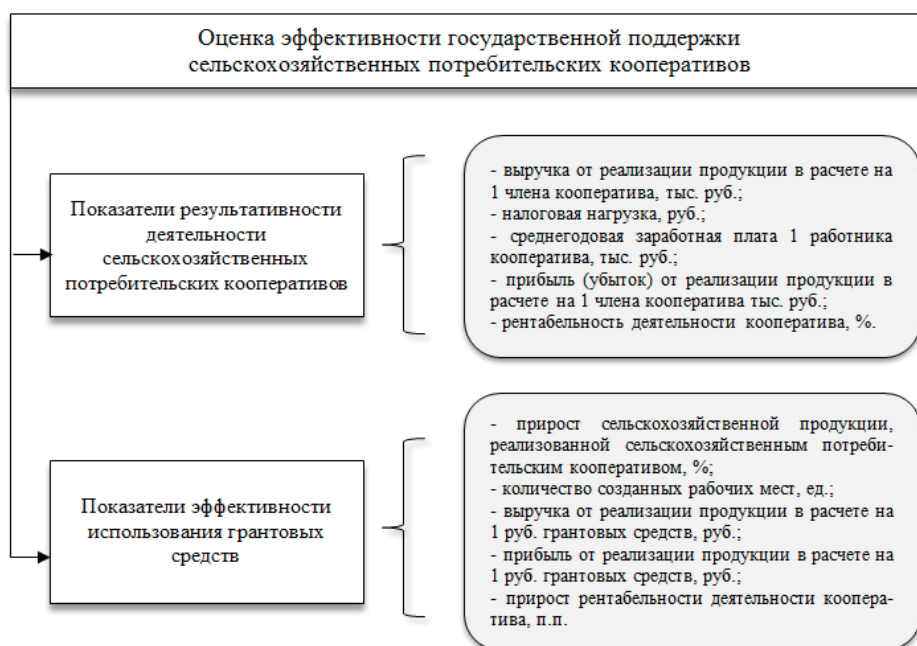 Оценка эффективности государственной поддержки
сельскохозяйственных потребительских кооперативов
Показатели результативности
деятельности
сельскохозяйственных
потребительских кооперативов
- выручка от реализации продукции в расчете на
1 члена кооператива, тыс. руб.;
- налоговая нагрузка, руб.;
- среднегодовая заработная плата 1 работника
кооператива, тыс. руб.;
- прибыль (убыток) от реализации продукции в
расчете на 1 члена кооператива тыс. руб.;
- рентабельность деятельности кооператива, %.
Показатели эффективности
использования грантовых
средств
- прирост сельскохозяйственной продукции,
реализованной сельскохозяйственным потреби-
тельским кооперативом, %;
- количество созданных рабочих мест, ед.;
- выручка от реализации продукции в расчете на
1 руб. грантовых средств, руб.;
- прибыль от реализации продукции в расчете на
1 руб. грантовых средств, руб.;
- прирост рентабельности деятельности коопера-
тива, п.п.